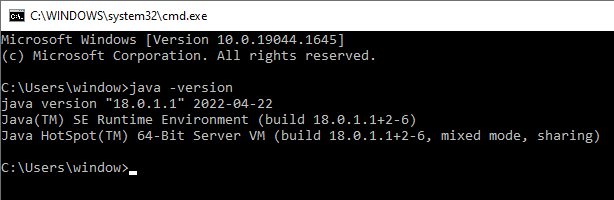 C:\WINDOWS\system32\cmd.exe
Microsoft Windows [Version 10.0.19044.1645]
(c) Microsoft Corporation. All rights reserved.
C:\Users\window>java -version
java version "18.0.1.1" 2022-04-22
Java(TM) SE Runtime Environment (build 18.0.1.1+2-6)
Java HotSpot(TM) 64-Bit Server VM (build 18.0.1.1+2-6, mixed mode, sharing)
C:\Users\window>